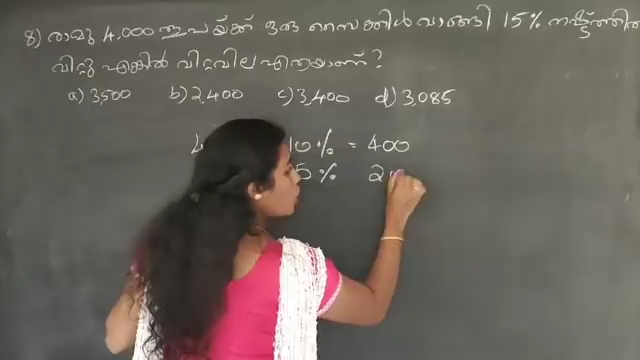 8) രാമു 4,000 രൂപയ്ക്ക് ഒരു സൈക്കിൾ വാങ്ങി 15% നഷ്ടത്തിൽ
വിറ്റു എങ്കിൽ വിറ്റവില എത്രയാണ്?
a) 3,500 b) 2,400 c) 3,400 d) 3,085
10% = 400
5% 2